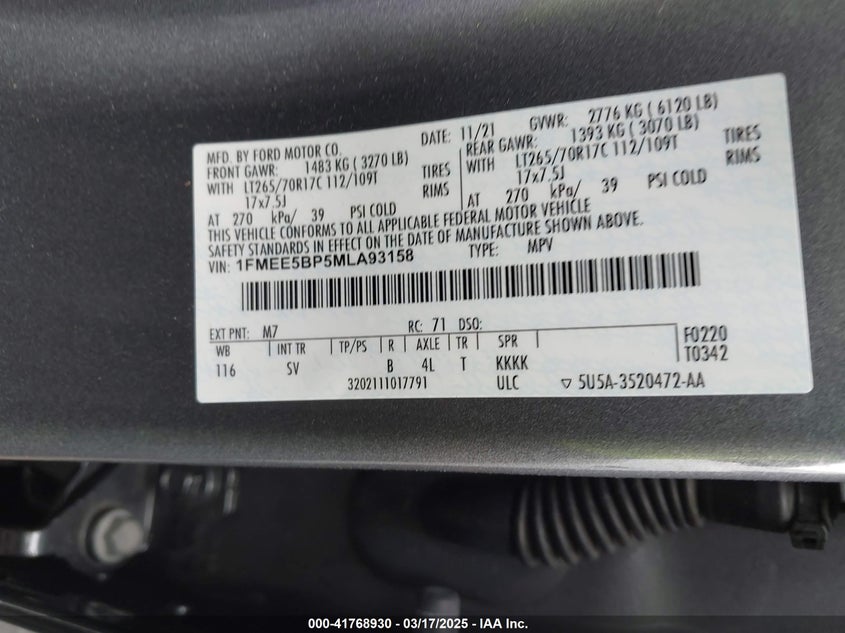 MFD. BY FORD MOTOR CO. DATE: 11/21 GVWR: 2776 KG ( 6120 LB)
FRONT GAWR: 1483 KG ( 3270 LB) REAR GAWR: 1393 KG ( 3070 LB)
WITH LT265/70R17C 112/109T TIRES WITH LT265/70R17C 112/109T TIRES
17x7.5J RIMS 17x7.5J RIMS
AT 270 kPa/ 39 PSI COLD AT 270 kPa/ 39 PSI COLD
THIS VEHICLE CONFORMS TO ALL APPLICABLE FEDERAL MOTOR VEHICLE
SAFETY STANDARDS IN EFFECT ON THE DATE OF MANUFACTURE SHOWN ABOVE.
VIN: 1FMEE5BP5MLA93158 TYPE: MPV
EXT PNT: M7 RC: 71 DSO:
WB INT TR TP/PS R AXLE TR SPR F0220
116 SV B 4L T KKKK T0342
3202111017791 ULC ▽ 5U5A-3520472-AA
000-41768930 — 03/17/2025 — IAA Inc.